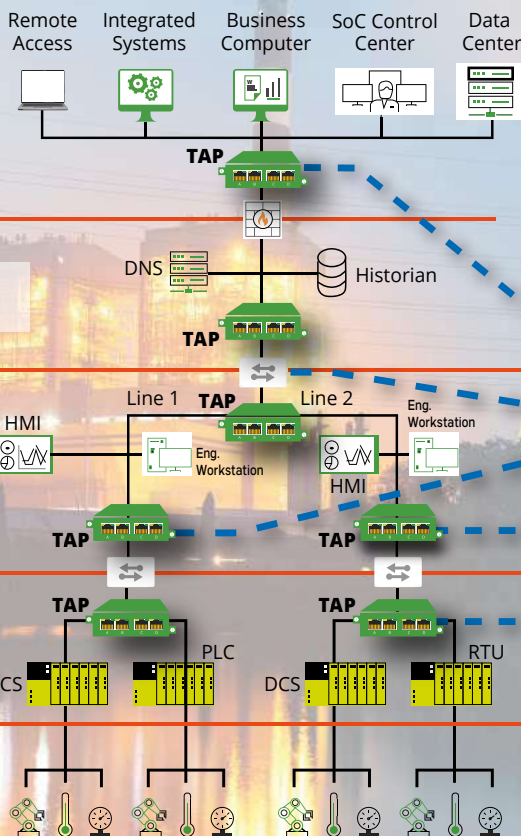 Remote
Access
Integrated
Systems
Business
Computer
SoC Control
Center
Data
Center
TAP
A B C D
DNS
Historian
A B C D
TAP
Line 1
TAP
Line 2
A B C D
HMI
Eng.
Workstation
Eng.
Workstation
HMI
A B C D
TAP
A B C D
TAP
TAP
A B C D
TAP
A B C D
PLC
RTU
CS
DCS